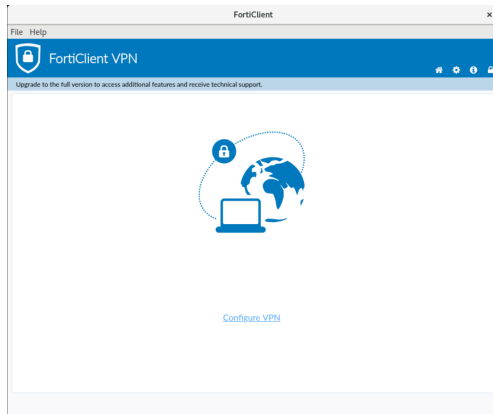 FortiClient
File Help
FortiClient VPN
Upgrade to the full version to access additional features and receive technical support.
Configure VPN